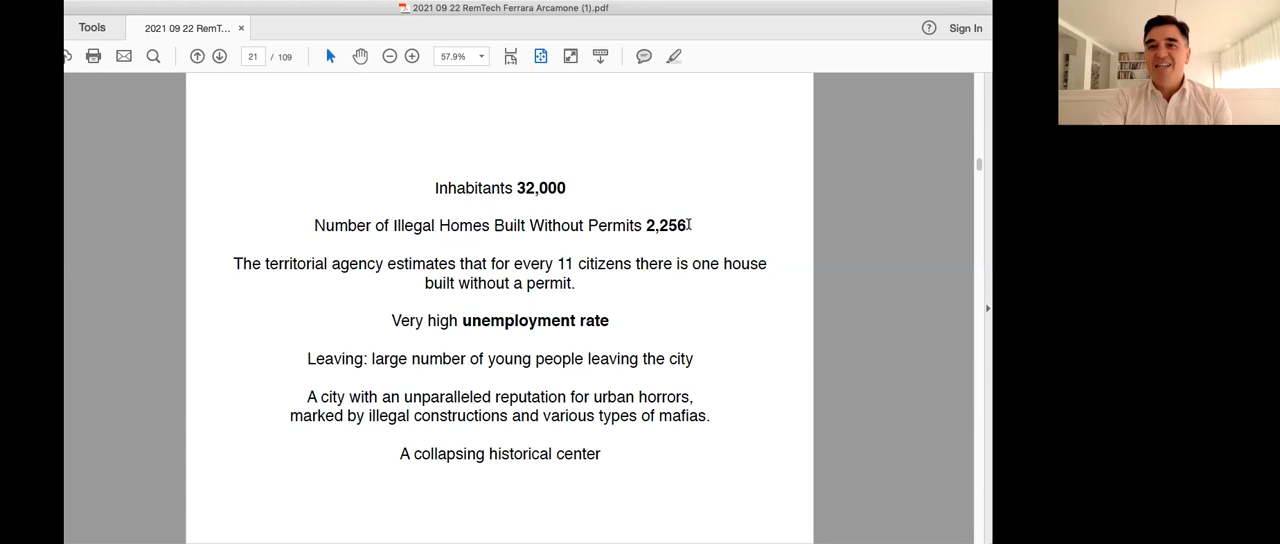 2021 09 22 RemTech Ferrara Arcamone (1).pdf
Tools
2021 09 22 RemT... ×
Sign In
21 / 109
57.9%
Inhabitants 32,000
Number of Illegal Homes Built Without Permits 2,256
The territorial agency estimates that for every 11 citizens there is one house
built without a permit.
Very high unemployment rate
Leaving: large number of young people leaving the city
A city with an unparalleled reputation for urban horrors,
marked by illegal constructions and various types of mafias.
A collapsing historical center